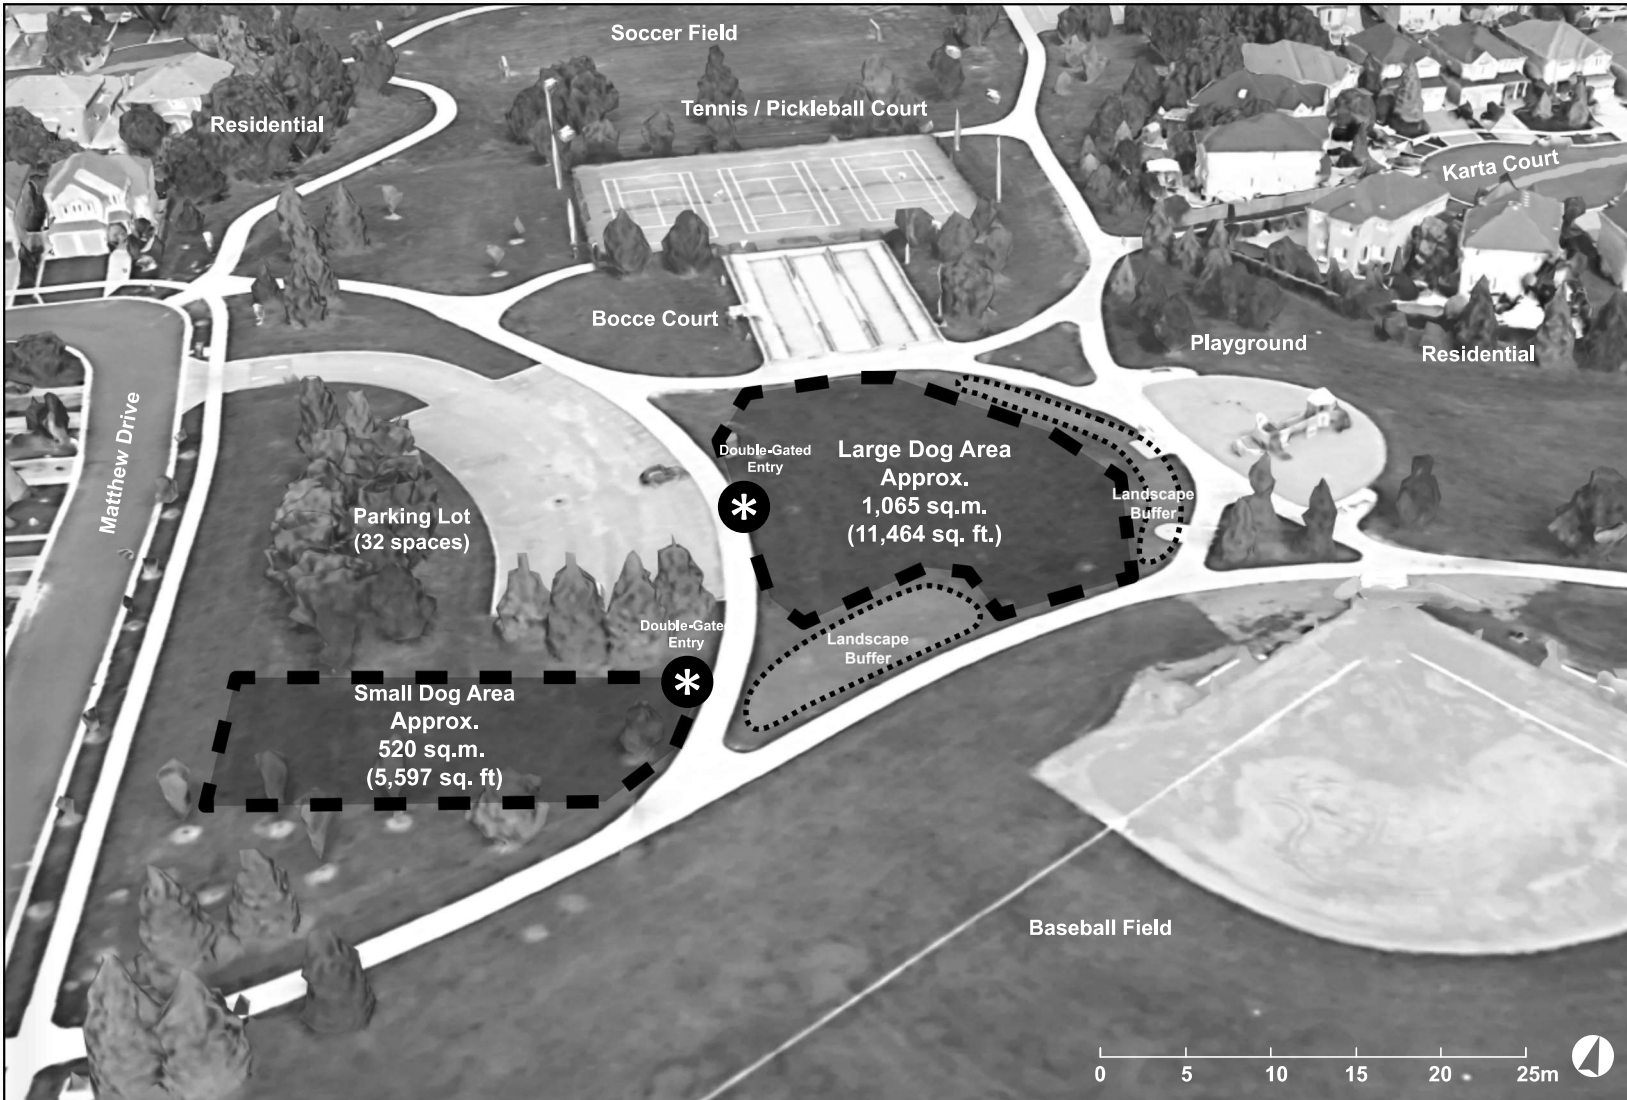 Soccer Field
Tennis / Pickleball Court
Residential
Karta Court
Bocce Court
Playground
Residential
Matthew Drive
Double-Gated
Entry
*
Large Dog Area
Approx.
1,065 sq.m.
(11,464 sq. ft.)
Landscape
Buffer
Parking Lot
(32 spaces)
Double-Gated
Entry
*
Landscape
Buffer
Small Dog Area
Approx.
520 sq.m.
(5,597 sq. ft)
Baseball Field
0 5 10 15 20 25m